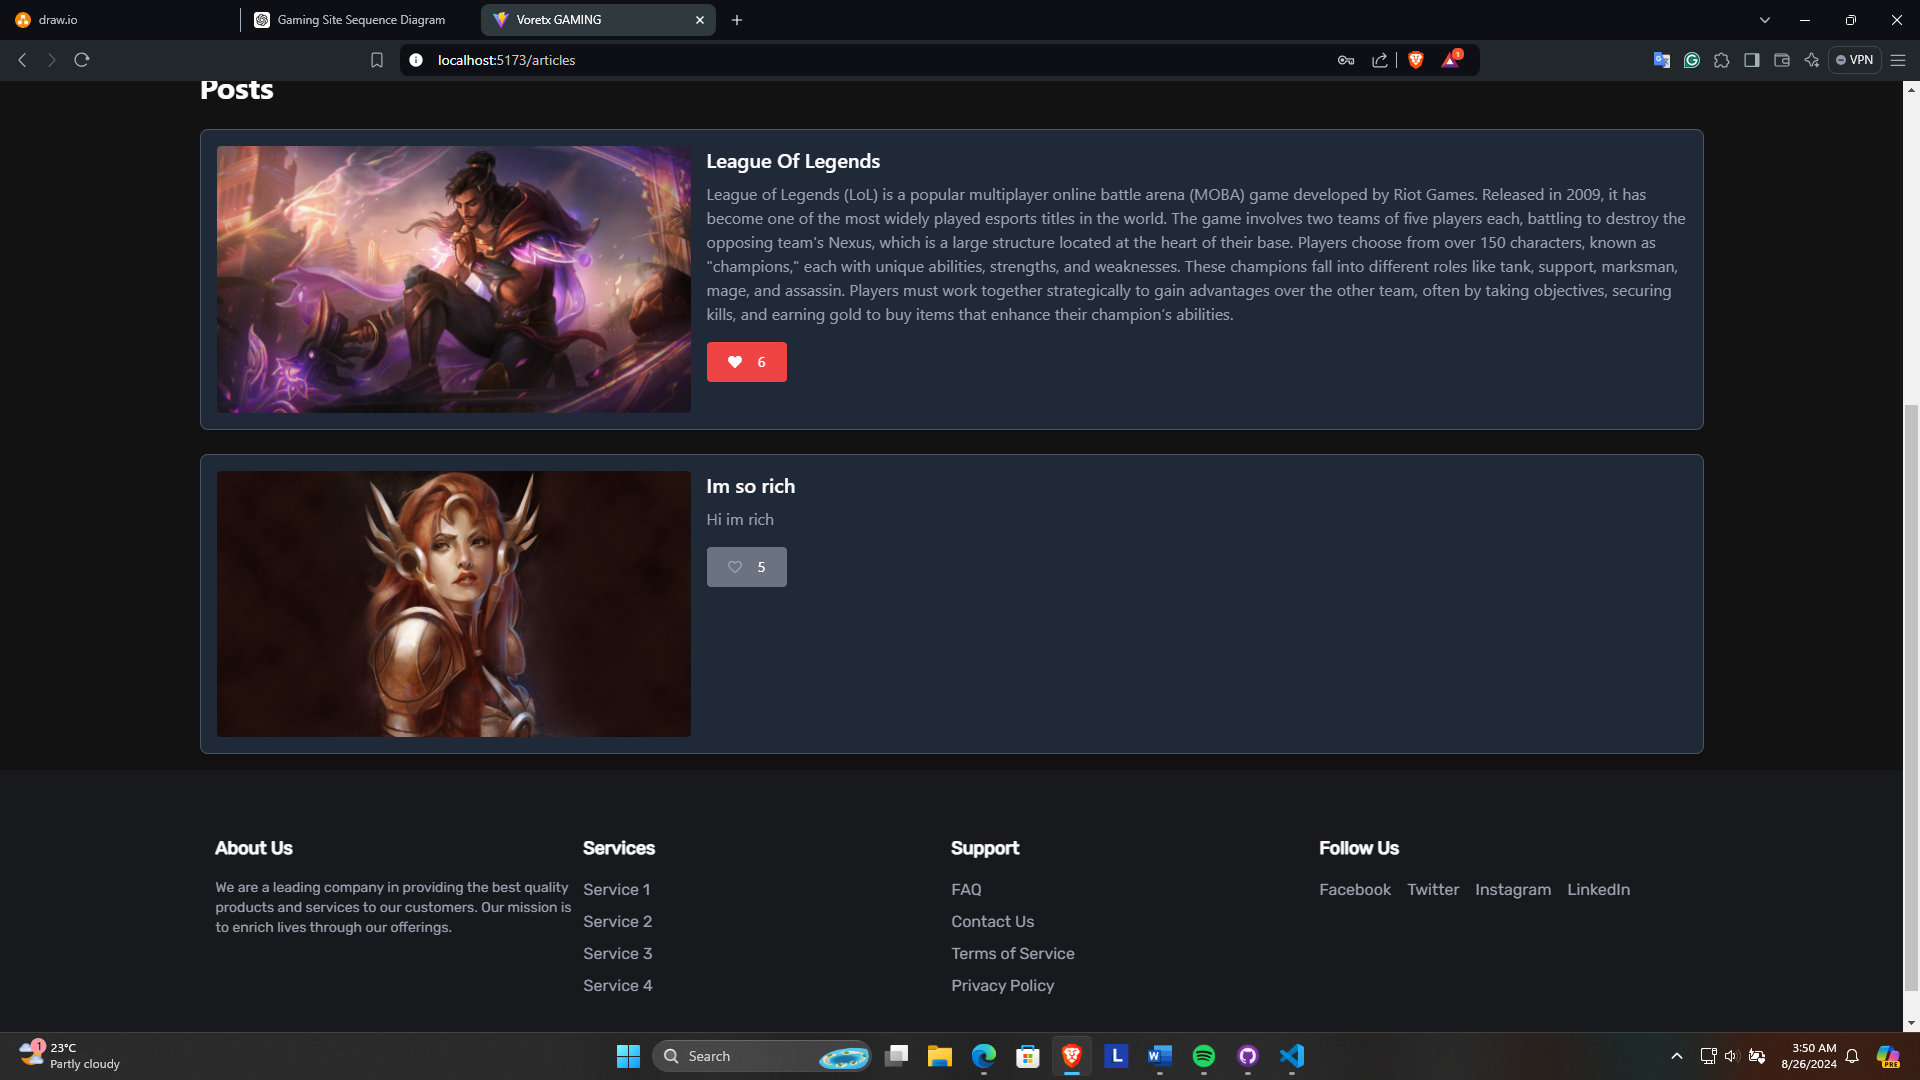 draw.io
Gaming Site Sequence Diagram
Voretx GAMING
localhost:5173/articles
1
VPN
Posts
League Of Legends
League of Legends (LoL) is a popular multiplayer online battle arena (MOBA) game developed by Riot Games. Released in 2009, it has
become one of the most widely played esports titles in the world. The game involves two teams of five players each, battling to destroy the
opposing team's Nexus, which is a large structure located at the heart of their base. Players choose from over 150 characters, known as
"champions," each with unique abilities, strengths, and weaknesses. These champions fall into different roles like tank, support, marksman,
mage, and assassin. Players must work together strategically to gain advantages over the other team, often by taking objectives, securing
kills, and earning gold to buy items that enhance their champion's abilities.
6
Im so rich
Hi im rich
5
About Us
We are a leading company in providing the best quality
products and services to our customers. Our mission is
to enrich lives through our offerings.
Services
Service 1
Service 2
Service 3
Service 4
Support
FAQ
Contact Us
Terms of Service
Privacy Policy
Follow Us
Facebook Twitter Instagram LinkedIn
1
23°C
Partly cloudy
Search
L
W
3:50 AM
8/26/2024
PRE